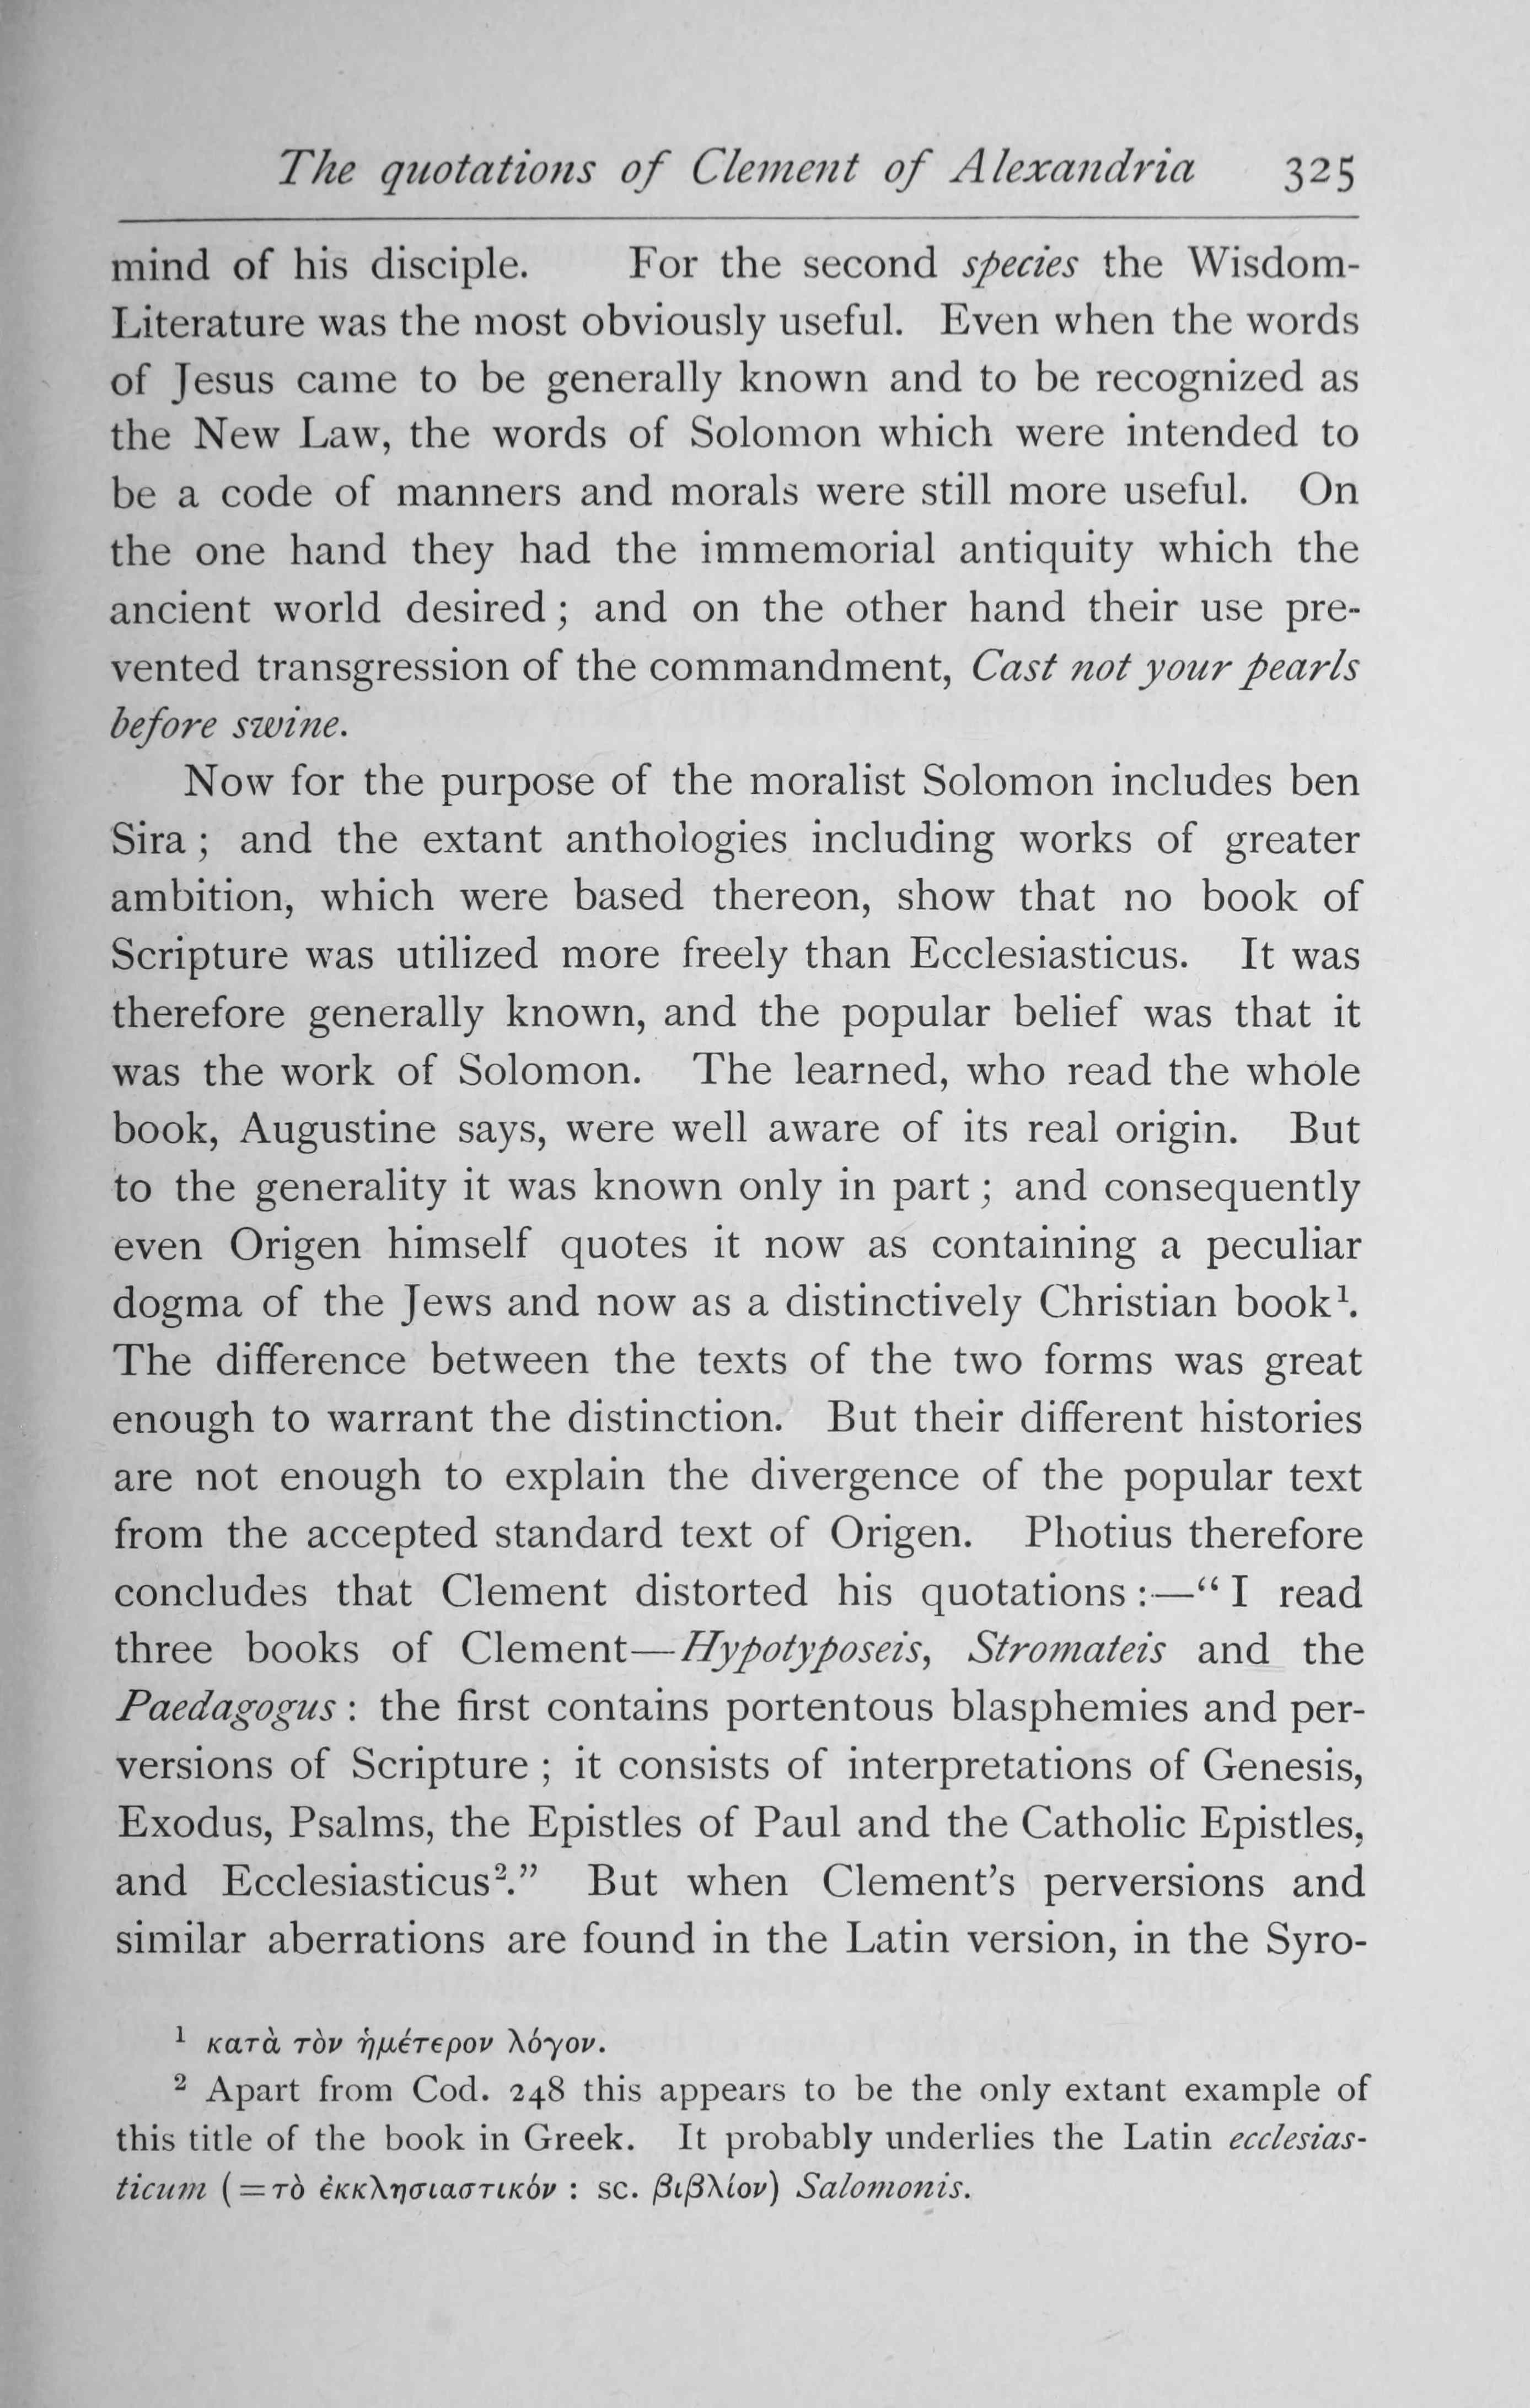 The quotations of Clement of Alexandria 325
mind of his disciple. For the second species the Wisdom-
Literature was the most obviously useful. Even when the words
of Jesus came to be generally known and to be recognized as
the New Law, the words of Solomon which were intended to
be a code of manners and morals were still more useful. On
the one hand they had the immemorial antiquity which the
ancient world desired ; and on the other hand their use pre-
vented transgression of the commandment, Cast not your pearls
before swine.
Now for the purpose of the moralist Solomon includes ben
Sira ; and the extant anthologies including works of greater
ambition, which were based thereon, show that no book of
Scripture was utilized more freely than Ecclesiasticus. It was
therefore generally known, and the popular belief was that it
was the work of Solomon. The learned, who read the whole
book, Augustine says, were well aware of its real origin. But
to the generality it was known only in part ; and consequently
even Origen himself quotes it now as containing a peculiar
dogma of the Jews and now as a distinctively Christian book¹.
The difference between the texts of the two forms was great
enough to warrant the distinction. But their different histories
are not enough to explain the divergence of the popular text
from the accepted standard text of Origen. Photius therefore
concludes that Clement distorted his quotations :—“ I read
three books of Clement—Hypotyposeis, Stromateis and the
Paedagogus : the first contains portentous blasphemies and per-
versions of Scripture ; it consists of interpretations of Genesis,
Exodus, Psalms, the Epistles of Paul and the Catholic Epistles,
and Ecclesiasticus².” But when Clement’s perversions and
similar aberrations are found in the Latin version, in the Syro-
¹ κατὰ τὸν ἡμέτερον λόγον.
² Apart from Cod. 248 this appears to be the only extant example of
this title of the book in Greek. It probably underlies the Latin ecclesias-
ticum (=τὸ ἐκκλησιαστικόν : sc. βιβλίον) Salomonis.